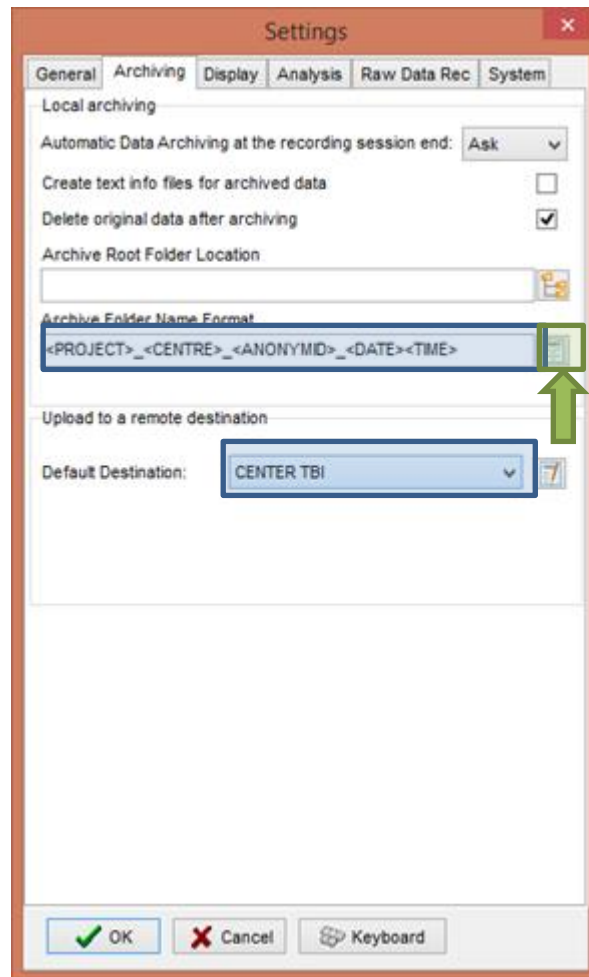 Settings
General Archiving Display Analysis Raw Data Rec System
Local archiving
Automatic Data Archiving at the recording session end: Ask
Create text info files for archived data
Delete original data after archiving
Archive Root Folder Location
Archive Folder Name Format
<PROJECT>_<CENTRE>_<ANONYMID>_<DATE><TIME>
Upload to a remote destination
Default Destination: CENTER TBI
OK Cancel Keyboard